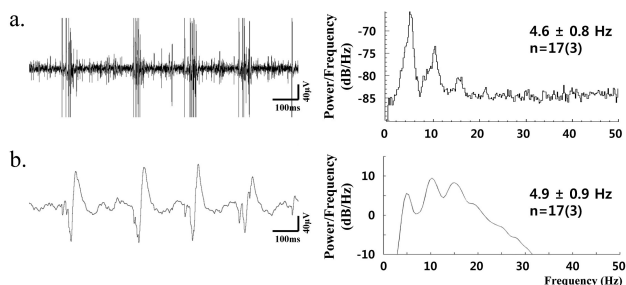 a.
40μV
100ms
Power/Frequency
(dB/Hz)
-65
-70
-75
-80
-85
4.6 ± 0.8 Hz
n=17(3)
0 10 20 30 40 50
b.
40μV
100ms
Power/Frequency
(dB/Hz)
10
0
-10
4.9 ± 0.9 Hz
n=17(3)
0 10 20 30 40 50
Frequency (Hz)